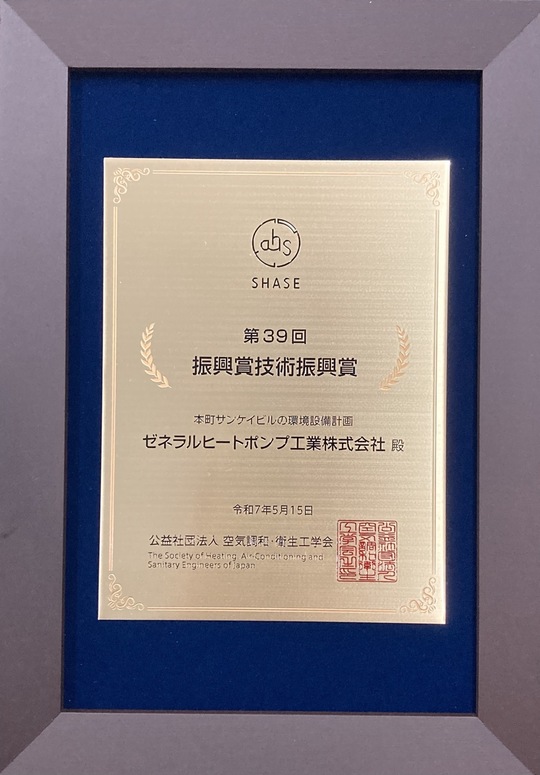 ahs
SHASE
第39回
振興賞技術振興賞
本町サンケイビルの環境設備計画
ゼネラルヒートポンプ工業株式会社 殿
令和7年5月15日
公益社団法人 空気調和・衛生工学会
The Society of Heating, Air-Conditioning and
Sanitary Engineers of Japan